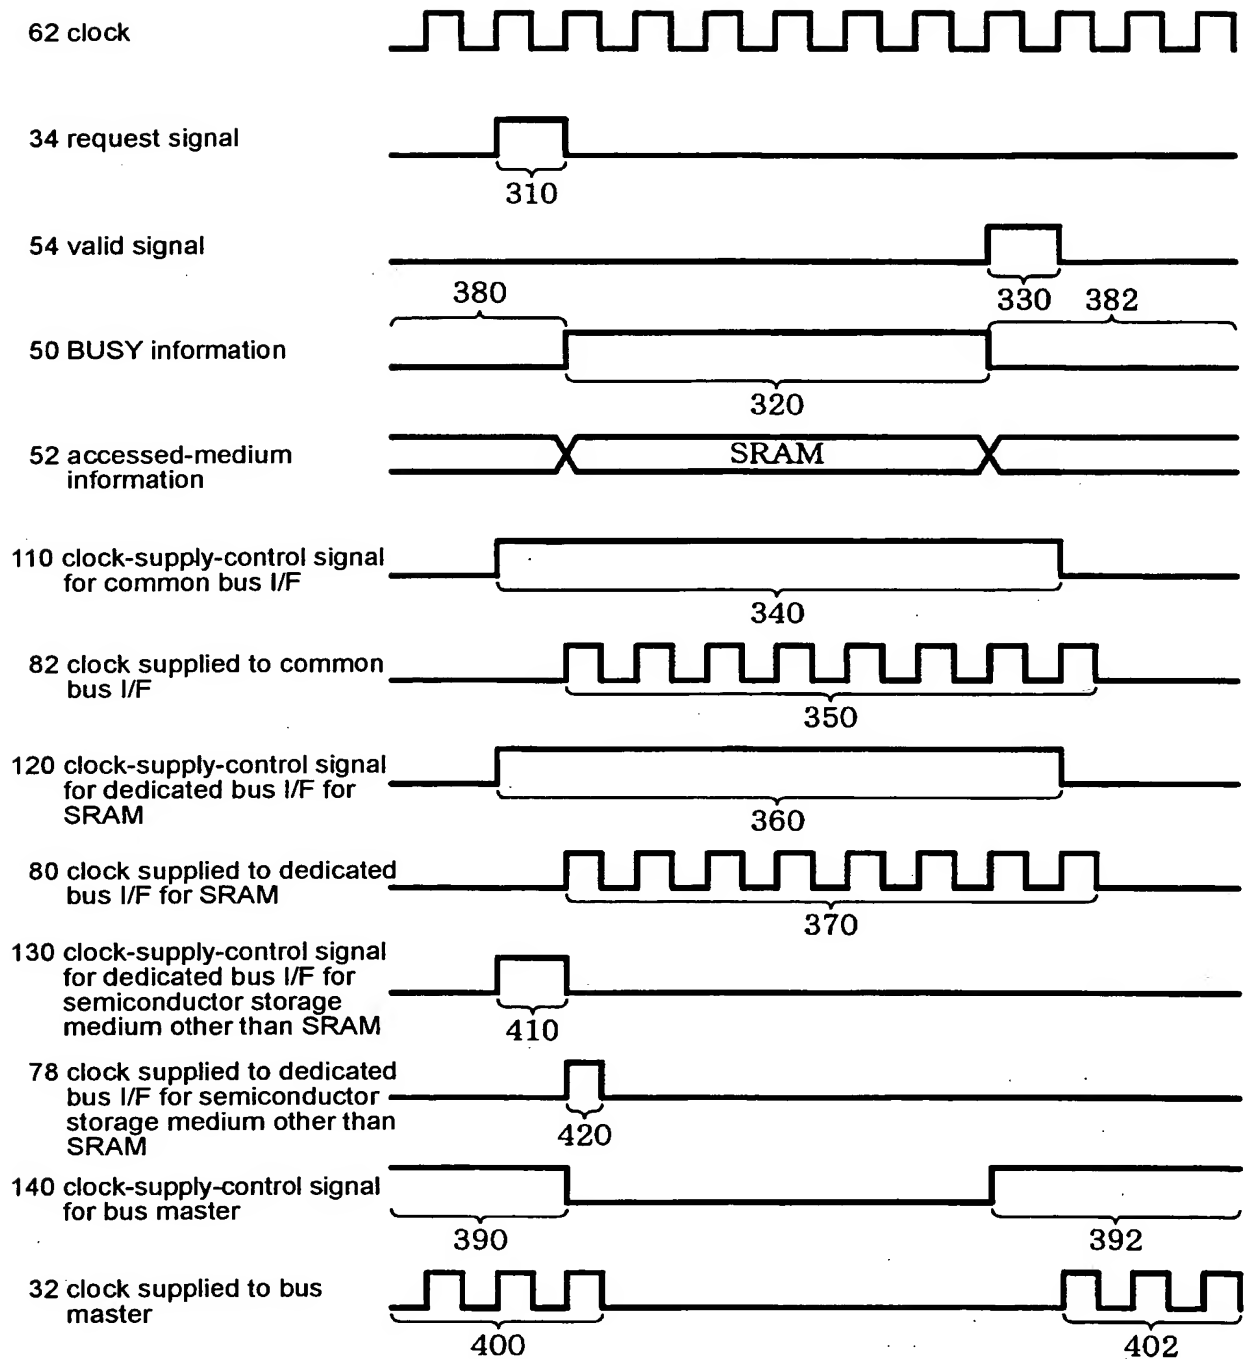 62 clock
34 request signal
310
54 valid signal
380
330
382
50 BUSY information
320
52 accessed-medium
information
SRAM
110 clock-supply-control signal
for common bus I/F
340
82 clock supplied to common
bus I/F
350
120 clock-supply-control signal
for dedicated bus I/F for
SRAM
360
80 clock supplied to dedicated
bus I/F for SRAM
370
130 clock-supply-control signal
for dedicated bus I/F for
semiconductor storage
medium other than SRAM
410
78 clock supplied to dedicated
bus I/F for semiconductor
storage medium other than
SRAM
420
140 clock-supply-control signal
for bus master
390
392
32 clock supplied to bus
master
400
402